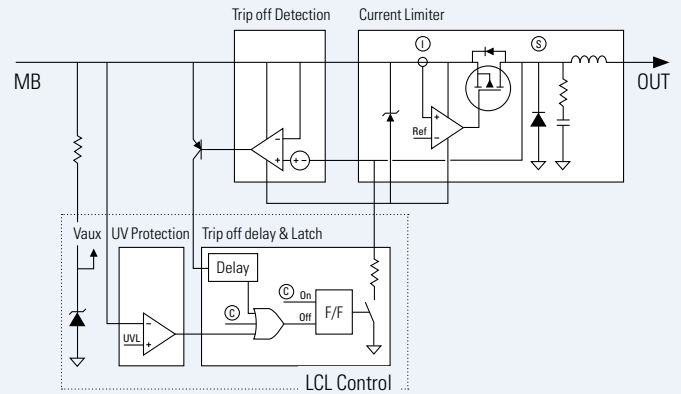 Trip off Detection
Current Limiter
I
S
MB
OUT
+
−
Ref
−
+
+ −
Vaux
UV Protection
Trip off delay & Latch
Delay
C
On
F/F
C
Off
−
UVL
+
LCL Control